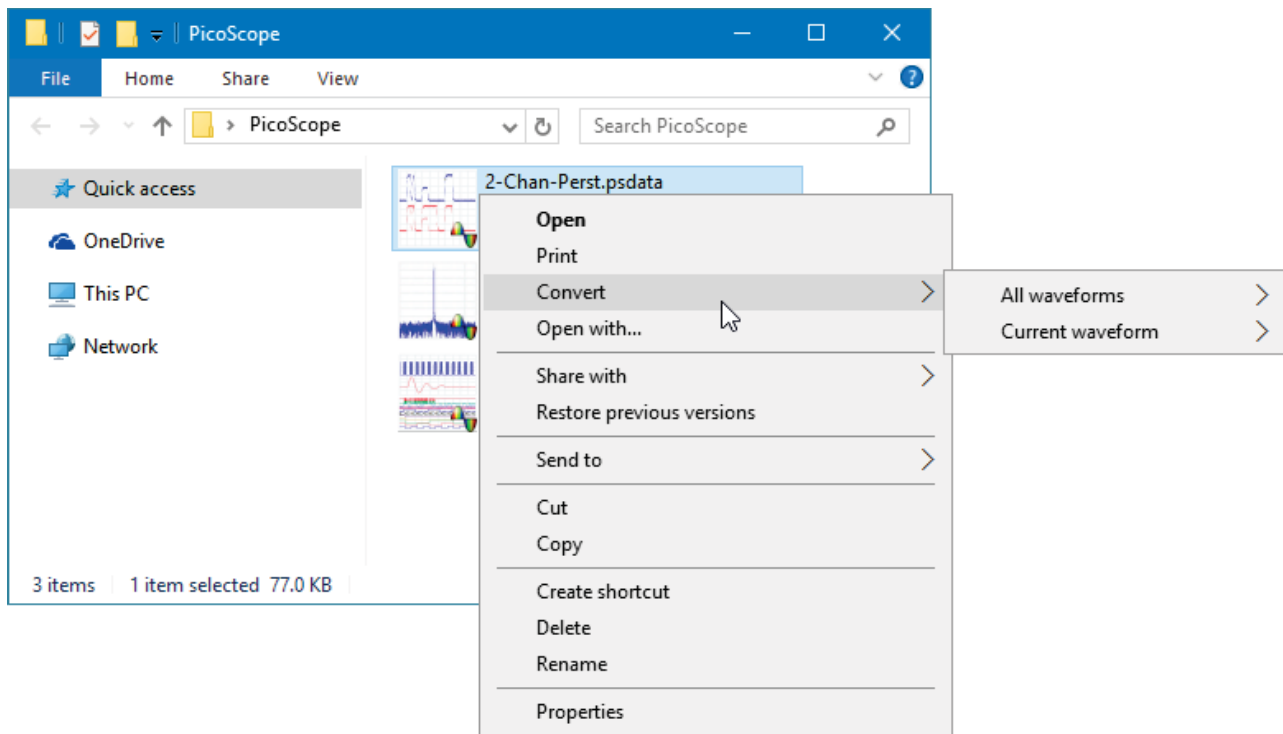 PicoScope
File Home Share View
PicoScope
Search PicoScope
Quick access
OneDrive
This PC
Network
2-Chan-Perst.psdata
Open
Print
Convert
Open with...
Share with
Restore previous versions
Send to
Cut
Copy
Create shortcut
Delete
Rename
Properties
All waveforms
Current waveform
3 items 1 item selected 77.0 KB